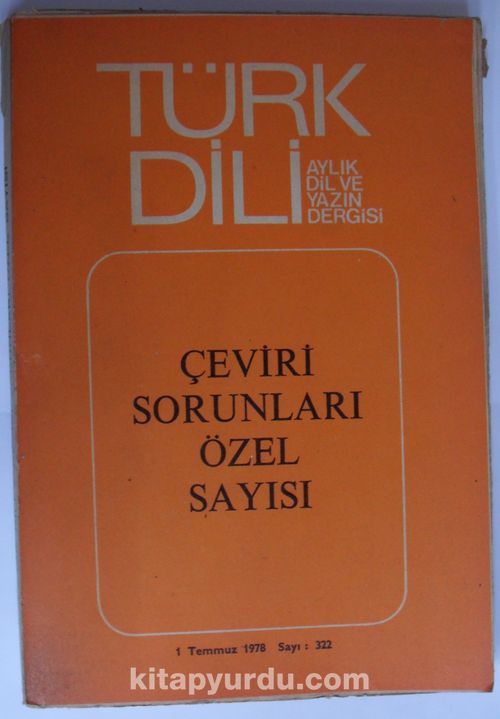 TÜRK
DİLİ
AYLIK
DİL VE
YAZIN
DERGİSİ
ÇEVİRİ
SORUNLARI
ÖZEL
SAYISI
1 Temmuz 1978 Sayı : 322
kitapyurdu.com